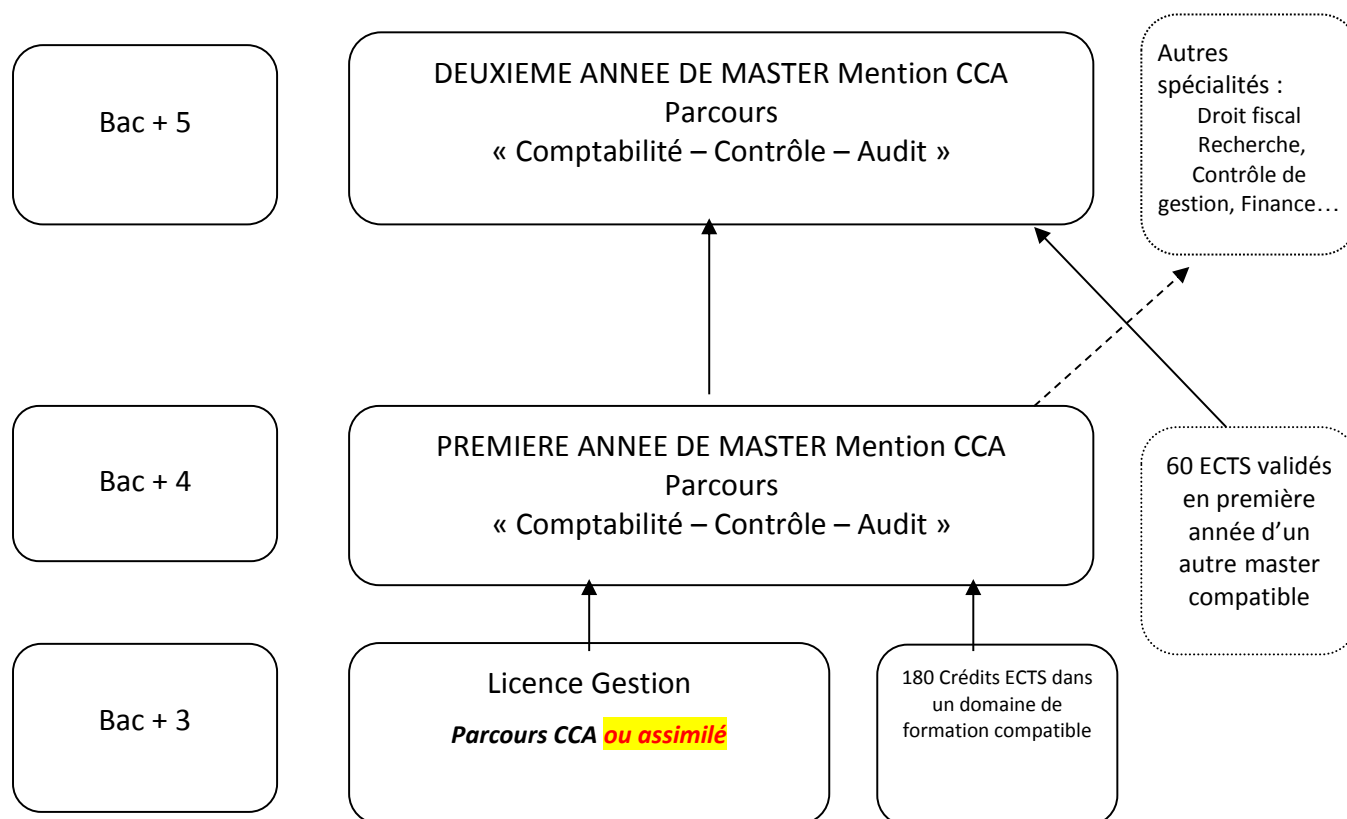 Bac + 5
DEUXIEME ANNEE DE MASTER Mention CCA
Parcours
« Comptabilité – Contrôle – Audit »
Autres
spécialités :
Droit fiscal
Recherche,
Contrôle de
gestion, Finance…
Bac + 4
PREMIERE ANNEE DE MASTER Mention CCA
Parcours
« Comptabilité – Contrôle – Audit »
60 ECTS validés
en première
année d’un
autre master
compatible
Bac + 3
Licence Gestion
Parcours CCA ou assimilé
180 Crédits ECTS dans
un domaine de
formation compatible